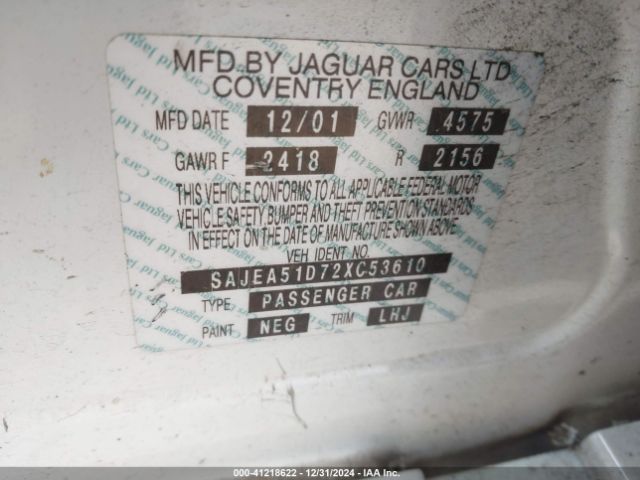 MFD BY JAGUAR CARS LTD
COVENTRY ENGLAND
MFD DATE 12/01 GVWR 4575
GAWR F 2418 R 2156
THIS VEHICLE CONFORMS TO ALL APPLICABLE FEDERAL MOTOR
VEHICLE SAFETY BUMPER AND THEFT PREVENTION STANDARDS
IN EFFECT ON THE DATE OF MANUFACTURE SHOWN ABOVE
VEH IDENT NO.
SAJEA51D72XC53610
TYPE PASSENGER CAR
PAINT NEG TRIM LHJ
000-41218622 - 12/31/2024 - IAA Inc.